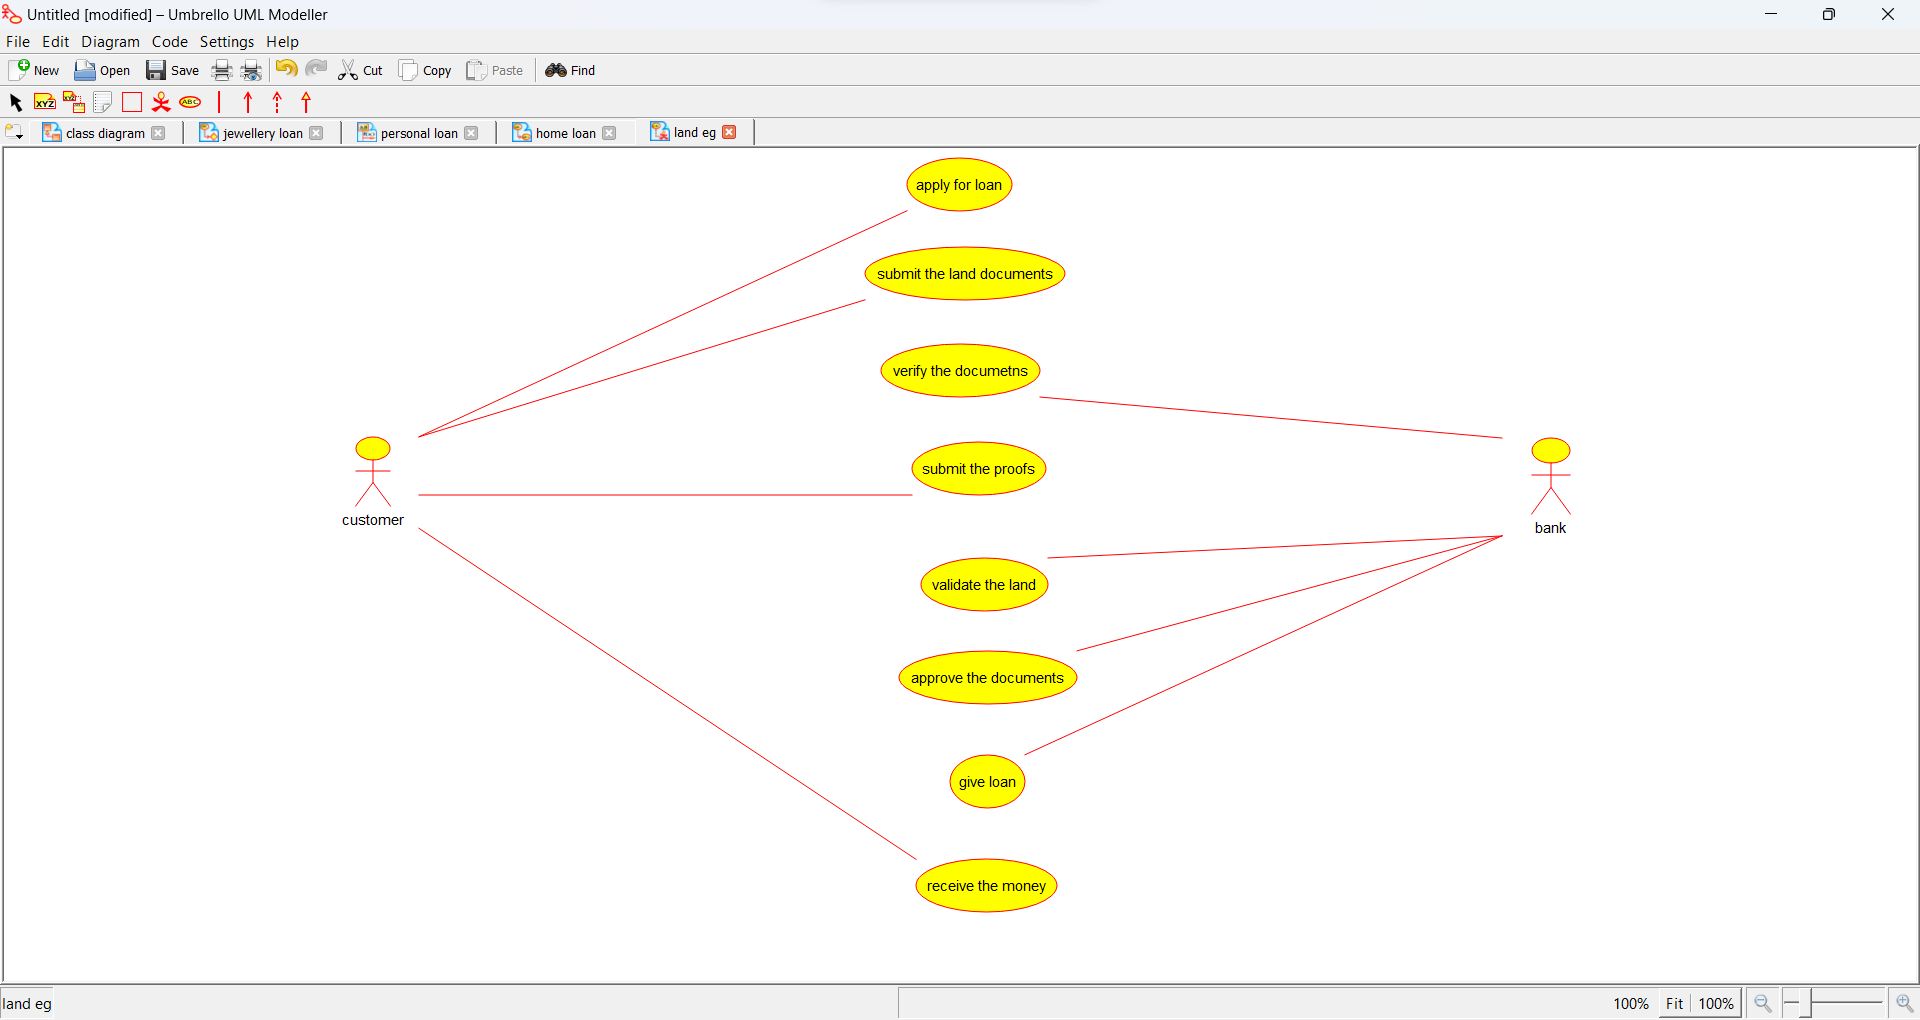 Untitled [modified] – Umbrello UML Modeller
File Edit Diagram Code Settings Help
New Open Save Cut Copy Paste Find
XYZ XYZ ABC
class diagram jewellery loan personal loan home loan land eg
apply for loan
submit the land documents
verify the documetns
submit the proofs
customer
bank
validate the land
approve the documents
give loan
receive the money
land eg 100% Fit 100%